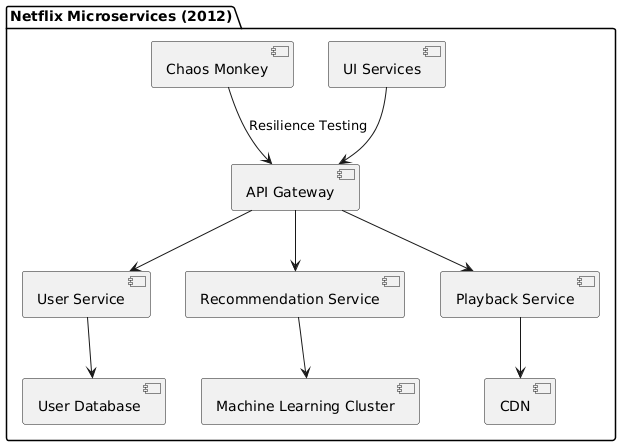 Netflix Microservices (2012)
Chaos Monkey
UI Services
Resilience Testing
API Gateway
User Service
Recommendation Service
Playback Service
User Database
Machine Learning Cluster
CDN